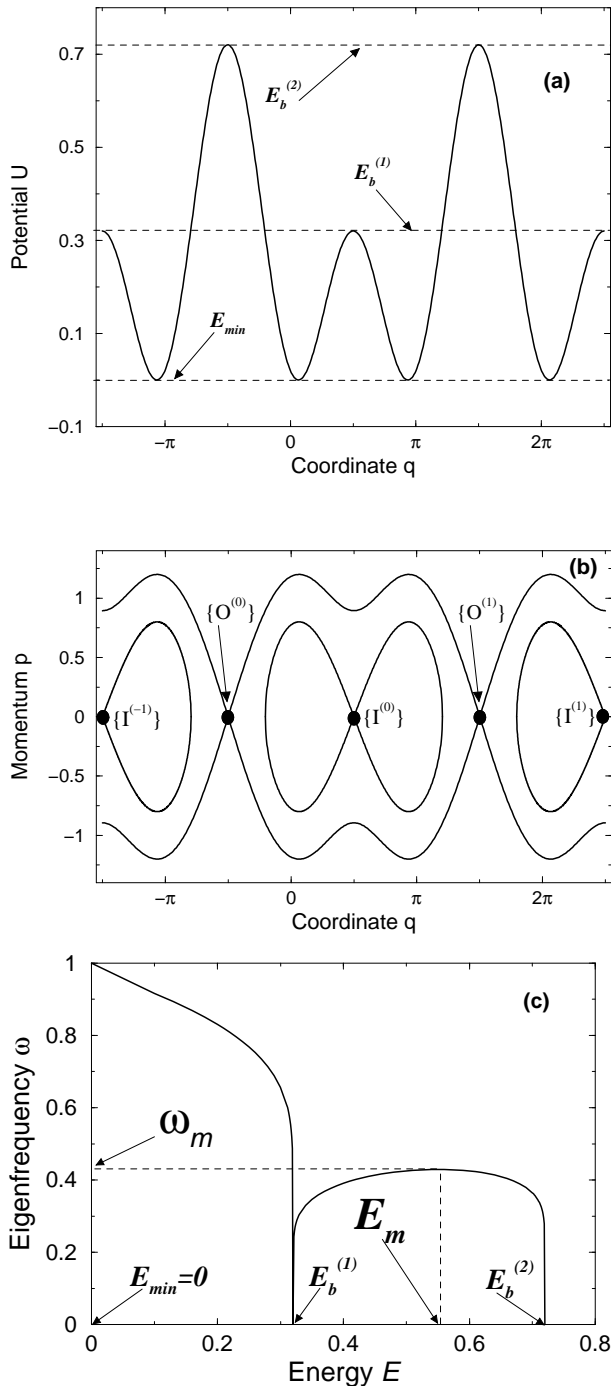 0.7
(a)
E_b^(2)
Potential U
0.5
E_b^(1)
0.3
E_min
0.1
−0.1
−π 0 π 2π
Coordinate q
(b)
1
{O^(0)} {O^(1)}
0.5
Momentum p
0
{I^(-1)} {I^(0)} {I^(1)}
−0.5
−1
−π 0 π 2π
Coordinate q
1
(c)
0.8
Eigenfrequency ω
0.6
ω_m
0.4
E_m
0.2
E_min=0 E_b^(1) E_b^(2)
0
0 0.2 0.4 0.6 0.8
Energy E